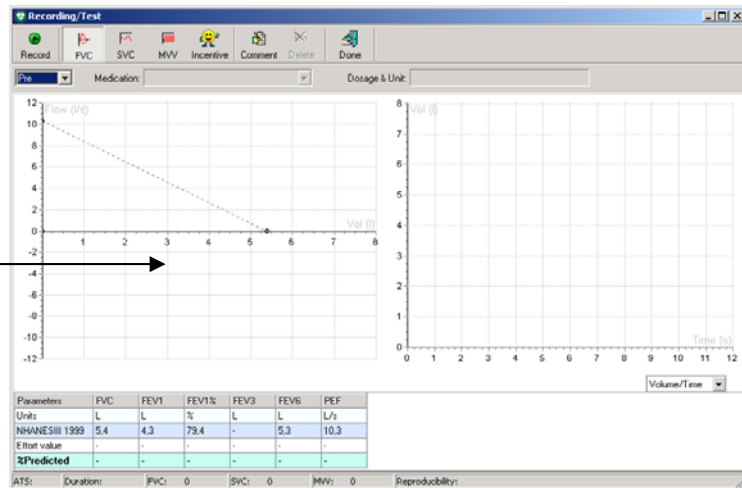 Recording/Test
Record FVC SVC MVV Incentive Comment Delete Done
Pre Medication: Dosage & Unit:
Flow (l/s)
12
10
8
6
4
2
0
-2
-4
-6
-8
-10
-12
1 2 3 4 5 6 7 8
Vol (l)
Vol (l)
8
7
6
5
4
3
2
1
0
0 1 2 3 4 5 6 7 8 9 10 11 12
Time (s)
Volume/Time
Parameters FVC FEV1 FEV1% FEV3 FEV6 PEF
Units L L % L L L/s
NHANESIII 1999 5,4 4,3 79,4 - 5,3 10,3
Effort value - - - - - -
%Predicted - - - - - -
ATS: Duration: FVC: 0 SVC: 0 MVV: 0 Reproducibility: